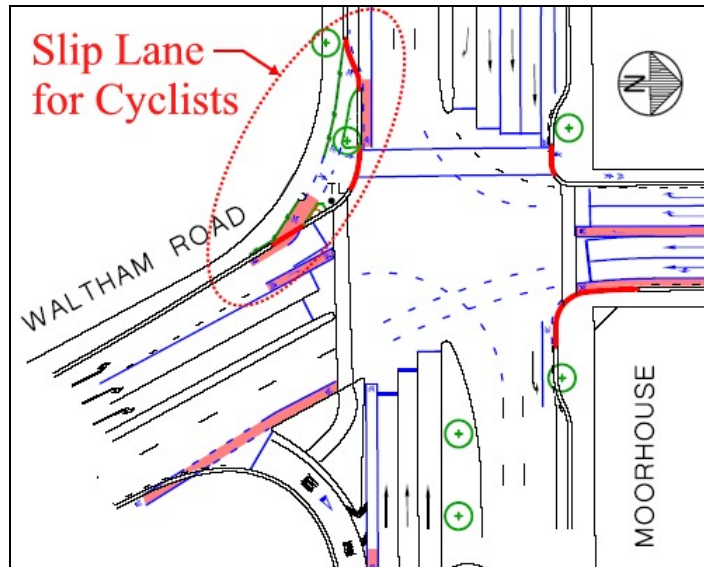 Slip Lane
for Cyclists
N
TL
WALTHAM ROAD
MOORHOUSE